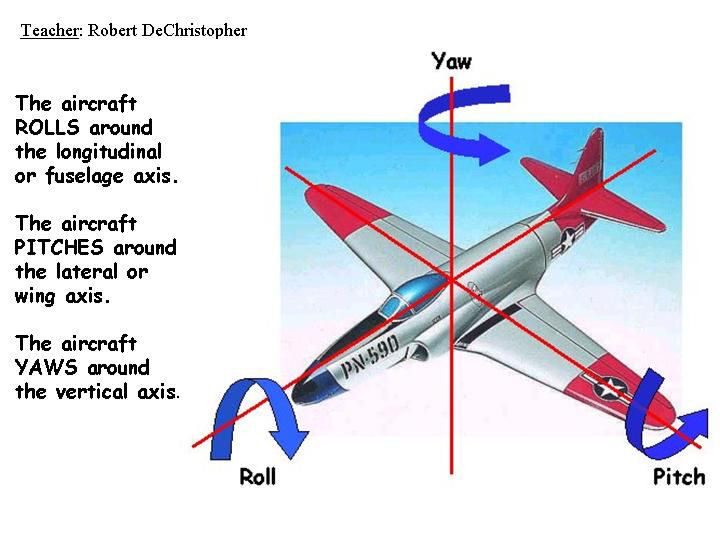 Teacher: Robert DeChristopher
Yaw
The aircraft
ROLLS around
the longitudinal
or fuselage axis.
The aircraft
PITCHES around
the lateral or
wing axis.
The aircraft
YAWS around
the vertical axis.
PN-590
Roll
Pitch